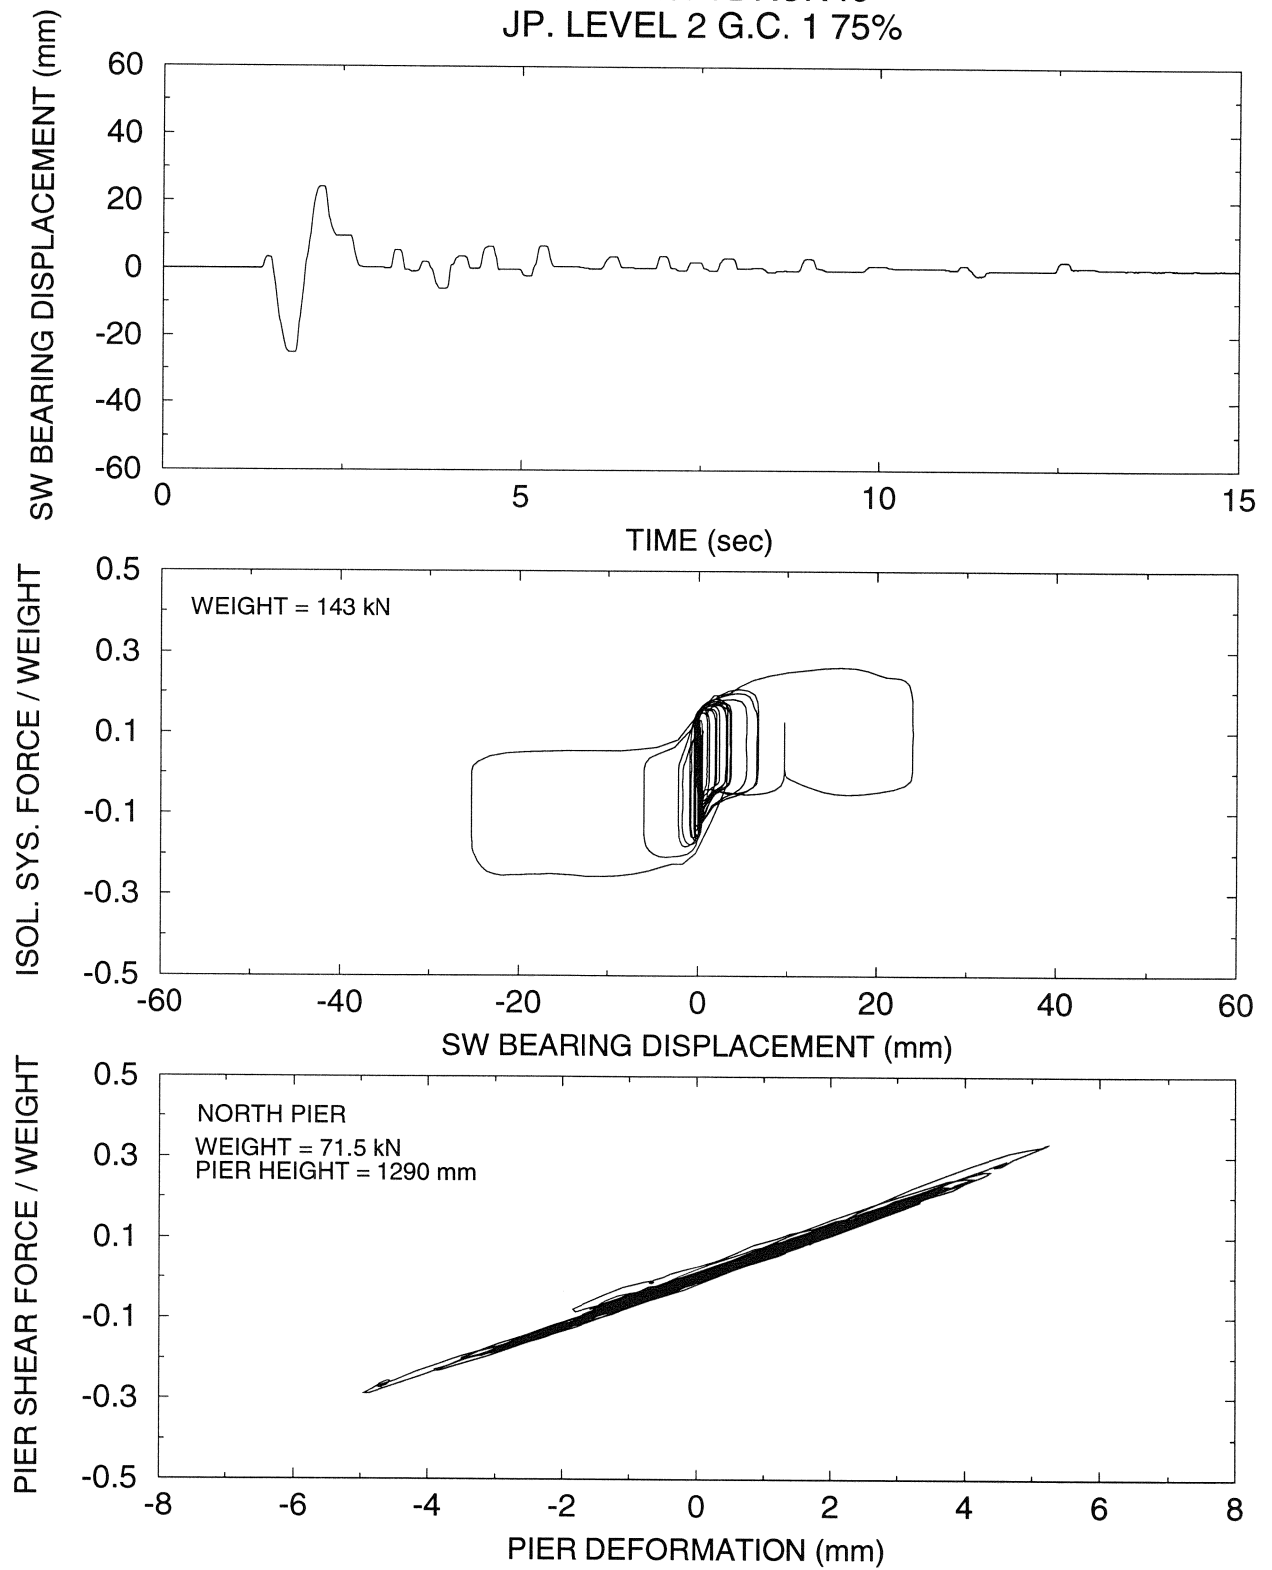 JP. LEVEL 2 G.C. 1 75%
SW BEARING DISPLACEMENT (mm)
60
40
20
0
-20
-40
-60
0 5 10 15
TIME (sec)
ISOL. SYS. FORCE / WEIGHT
0.5
0.3
0.1
-0.1
-0.3
-0.5
WEIGHT = 143 kN
-60 -40 -20 0 20 40 60
SW BEARING DISPLACEMENT (mm)
PIER SHEAR FORCE / WEIGHT
0.5
0.3
0.1
-0.1
-0.3
-0.5
NORTH PIER
WEIGHT = 71.5 kN
PIER HEIGHT = 1290 mm
-8 -6 -4 -2 0 2 4 6 8
PIER DEFORMATION (mm)